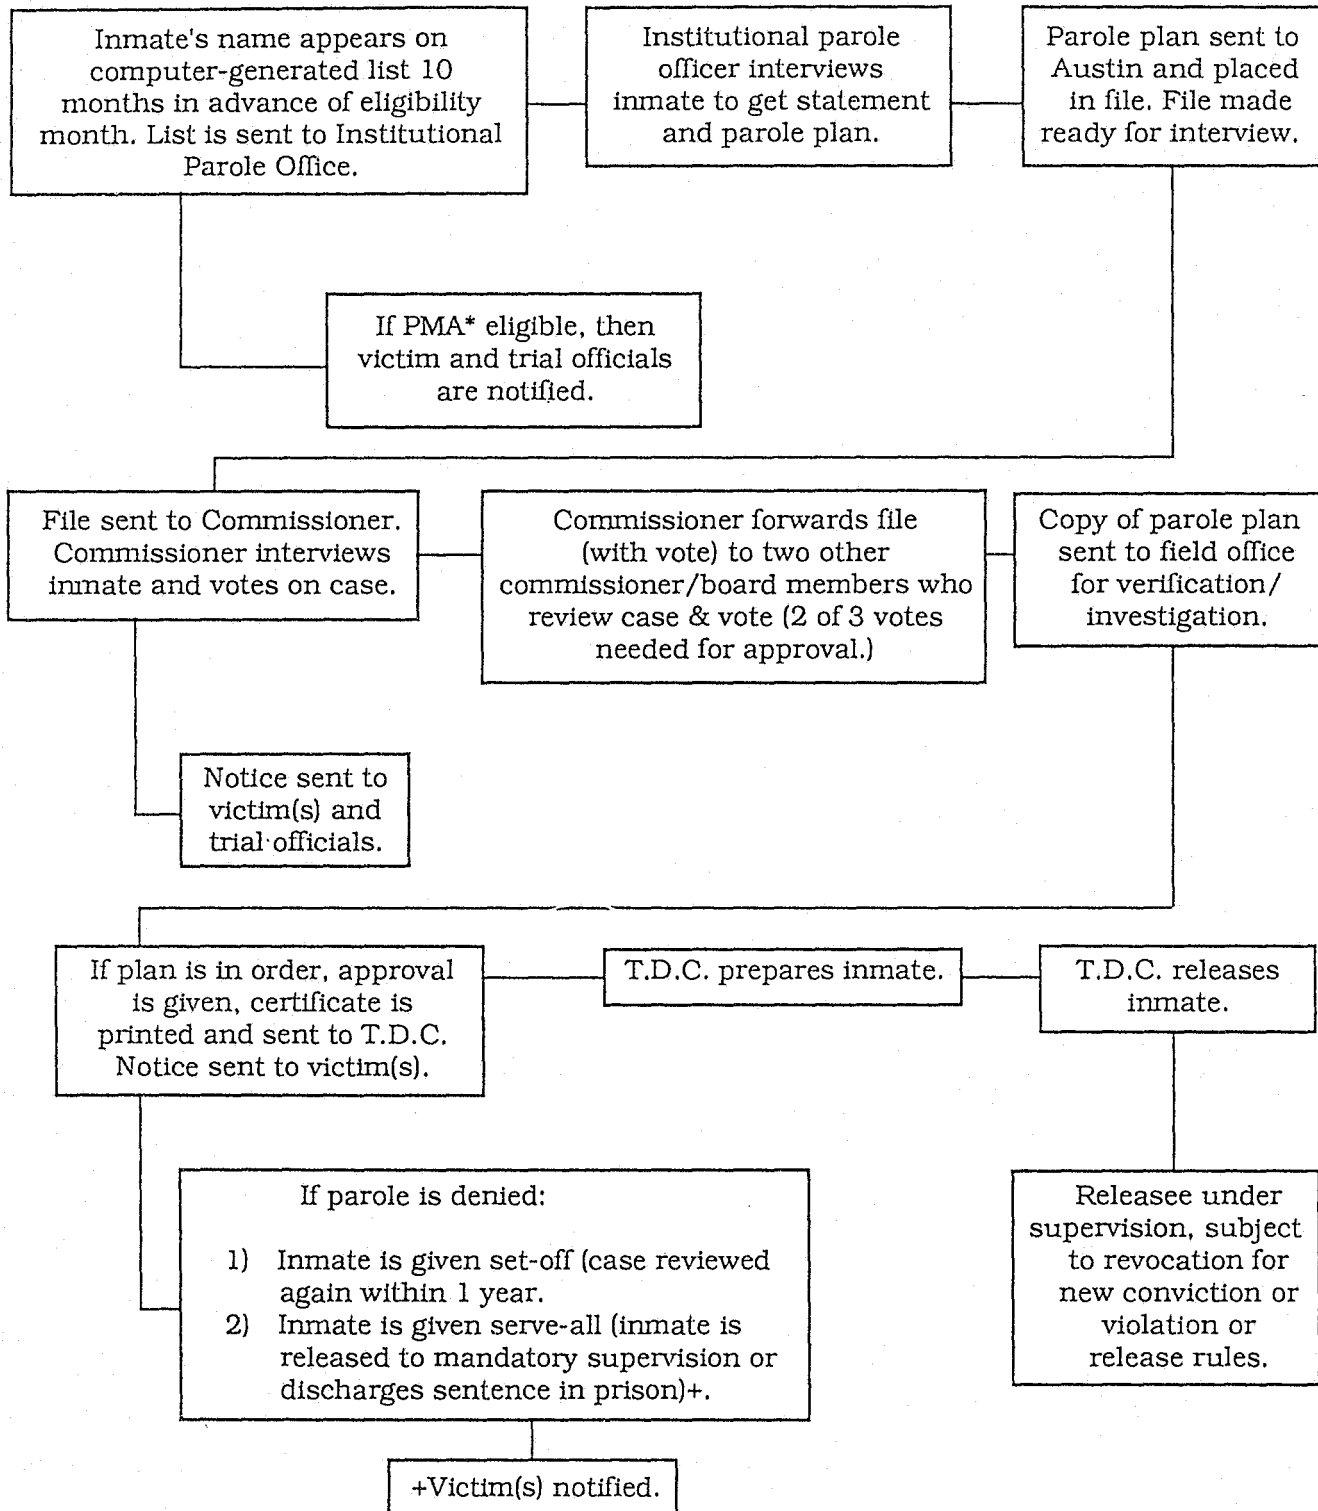 Inmate's name appears on
computer-generated list 10
months in advance of eligibility
month. List is sent to Institutional
Parole Office.
Institutional parole
officer interviews
inmate to get statement
and parole plan.
Parole plan sent to
Austin and placed
in file. File made
ready for interview.
If PMA* eligible, then
victim and trial officials
are notified.
File sent to Commissioner.
Commissioner interviews
inmate and votes on case.
Commissioner forwards file
(with vote) to two other
commissioner/board members who
review case & vote (2 of 3 votes
needed for approval.)
Copy of parole plan
sent to field office
for verification/
investigation.
Notice sent to
victim(s) and
trial officials.
If plan is in order, approval
is given, certificate is
printed and sent to T.D.C.
Notice sent to victim(s).
T.D.C. prepares inmate.
T.D.C. releases
inmate.
If parole is denied:
1) Inmate is given set-off (case reviewed
again within 1 year.
2) Inmate is given serve-all (inmate is
released to mandatory supervision or
discharges sentence in prison)+.
Releasee under
supervision, subject
to revocation for
new conviction or
violation or
release rules.
+Victim(s) notified.